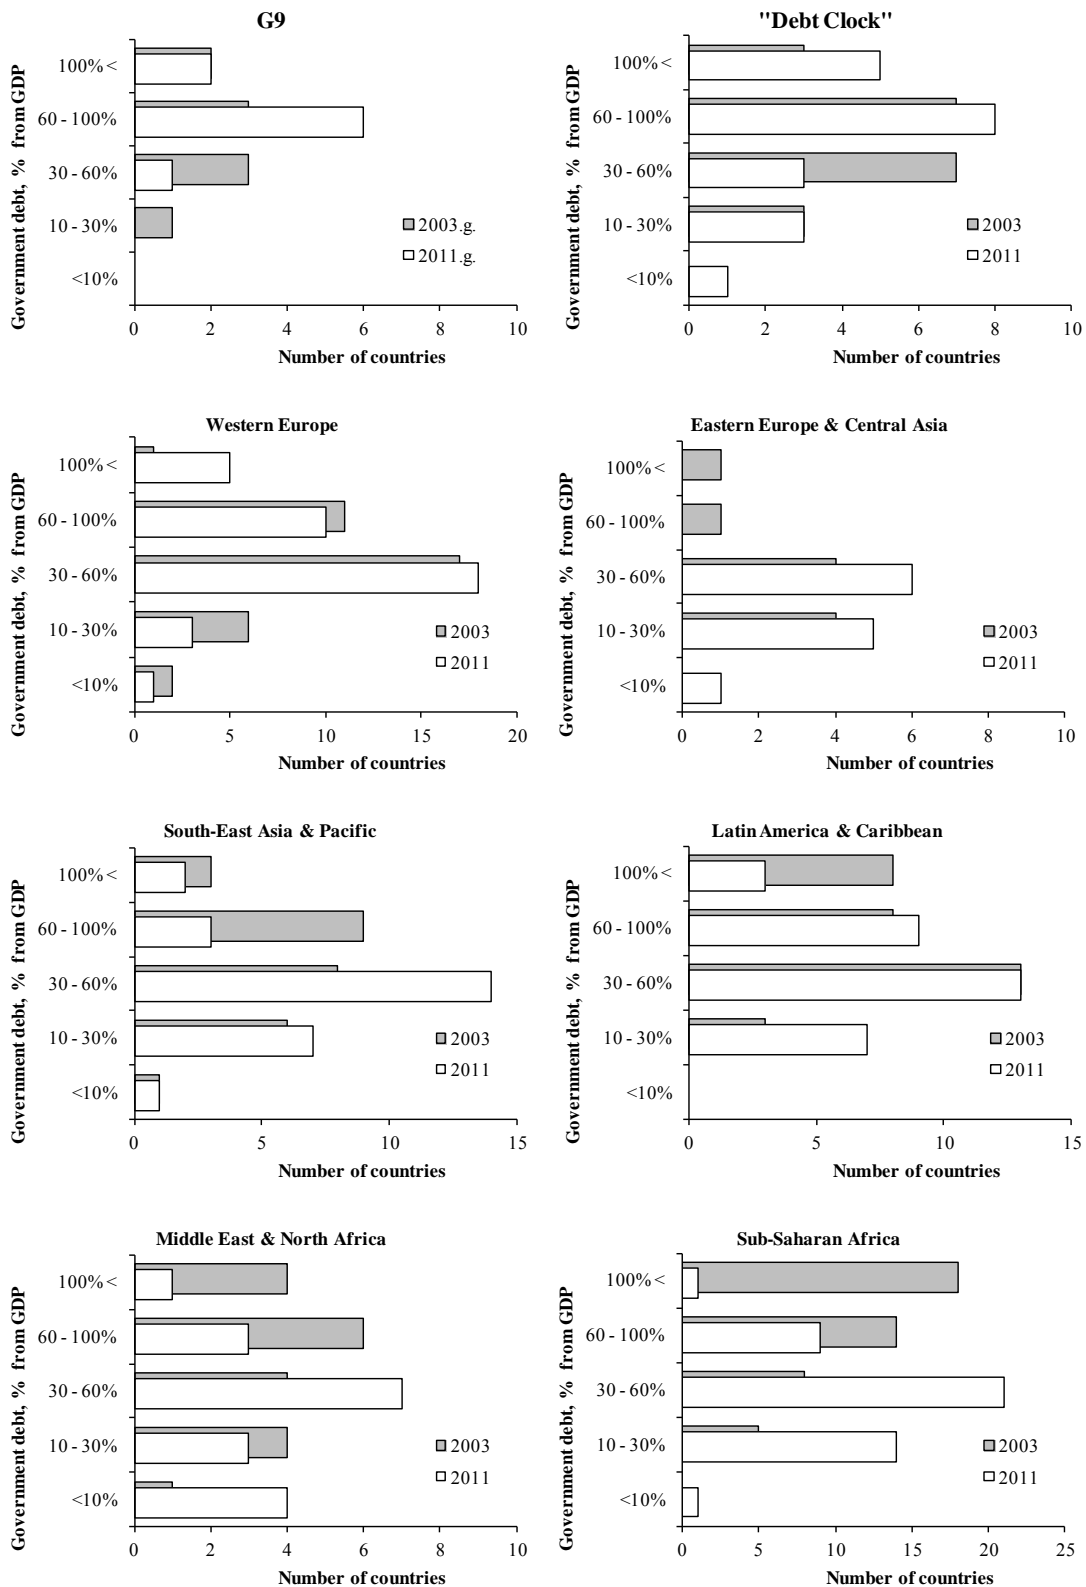 G9
Government debt, % from GDP
100% <
60 - 100%
30 - 60%
10 - 30%
<10%
2003.g.
2011.g.
0 2 4 6 8 10
Number of countries
"Debt Clock"
Government debt, % from GDP
100% <
60 - 100%
30 - 60%
10 - 30%
<10%
2003
2011
0 2 4 6 8 10
Number of countries
Western Europe
Government debt, % from GDP
100% <
60 - 100%
30 - 60%
10 - 30%
<10%
2003
2011
0 5 10 15 20
Number of countries
Eastern Europe & Central Asia
Government debt, % from GDP
100% <
60 - 100%
30 - 60%
10 - 30%
<10%
2003
2011
0 2 4 6 8 10
Number of countries
South-East Asia & Pacific
Government debt, % from GDP
100% <
60 - 100%
30 - 60%
10 - 30%
<10%
2003
2011
0 5 10 15
Number of countries
Latin America & Caribbean
Government debt, % from GDP
100% <
60 - 100%
30 - 60%
10 - 30%
<10%
2003
2011
0 5 10 15
Number of countries
Middle East & North Africa
Government debt, % from GDP
100% <
60 - 100%
30 - 60%
10 - 30%
<10%
2003
2011
0 2 4 6 8 10
Number of countries
Sub-Saharan Africa
Government debt, % from GDP
100% <
60 - 100%
30 - 60%
10 - 30%
<10%
2003
2011
0 5 10 15 20 25
Number of countries